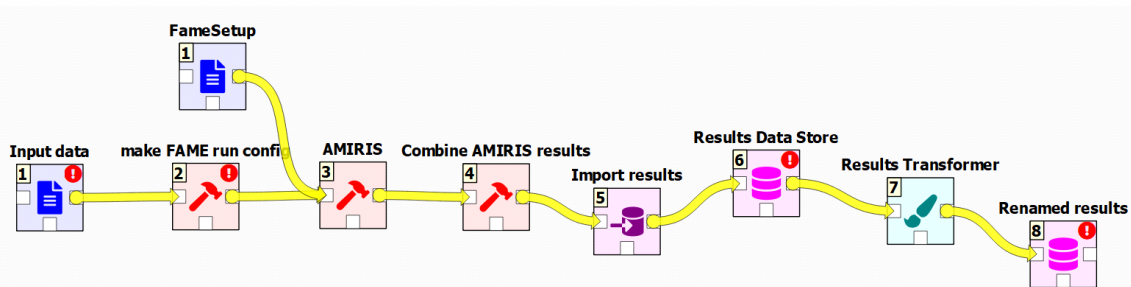 FameSetup
1
Input data
1 !
make FAME run config
2 !
AMIRIS
3
Combine AMIRIS results
4
Import results
5
Results Data Store
6 !
Results Transformer
7
Renamed results
8 !